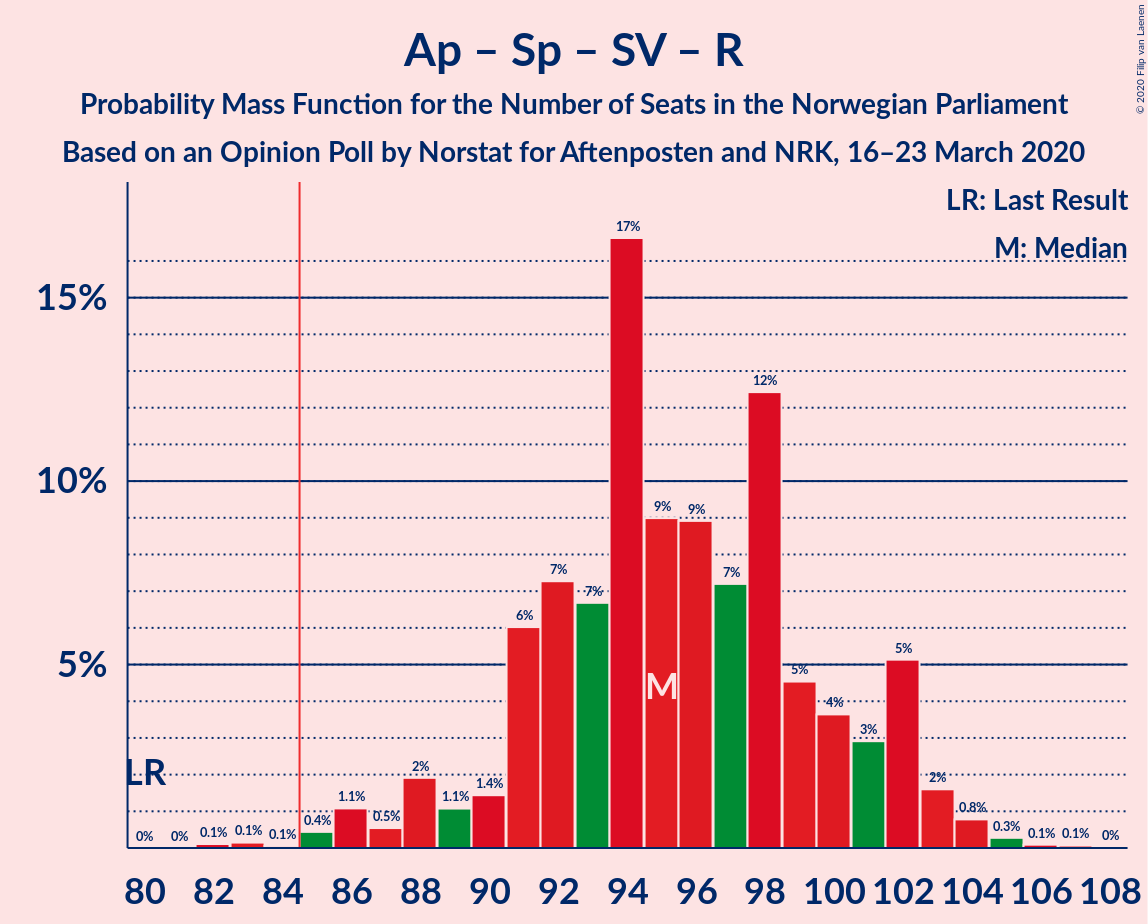 Ap – Sp – SV – R
Probability Mass Function for the Number of Seats in the Norwegian Parliament
Based on an Opinion Poll by Norstat for Aftenposten and NRK, 16–23 March 2020
© 2020 Filip van Laenen
LR: Last Result
M: Median
15%
10%
5%
0% 0% 0.1% 0.1% 0.1% 0.4% 1.1% 0.5% 2% 1.1% 1.4% 6% 7% 7% 17% 9% 9% 7% 12% 5% 4% 3% 5% 2% 0.8% 0.3% 0.1% 0.1% 0%
M
LR
80 82 84 86 88 90 92 94 96 98 100 102 104 106 108